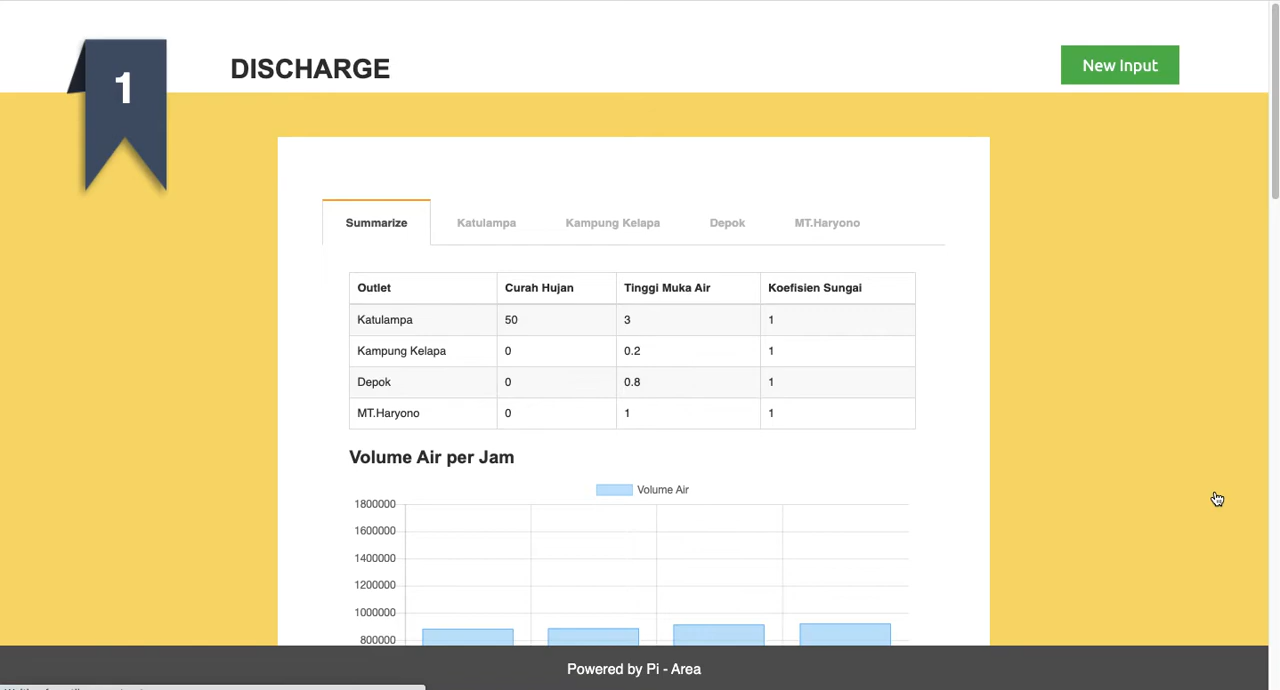 1
DISCHARGE
New Input
Summarize Katulampa Kampung Kelapa Depok MT.Haryono
Outlet Curah Hujan Tinggi Muka Air Koefisien Sungai
Katulampa 50 3 1
Kampung Kelapa 0 0.2 1
Depok 0 0.8 1
MT.Haryono 0 1 1
Volume Air per Jam
Volume Air
1800000
1600000
1400000
1200000
1000000
800000
Powered by Pi - Area